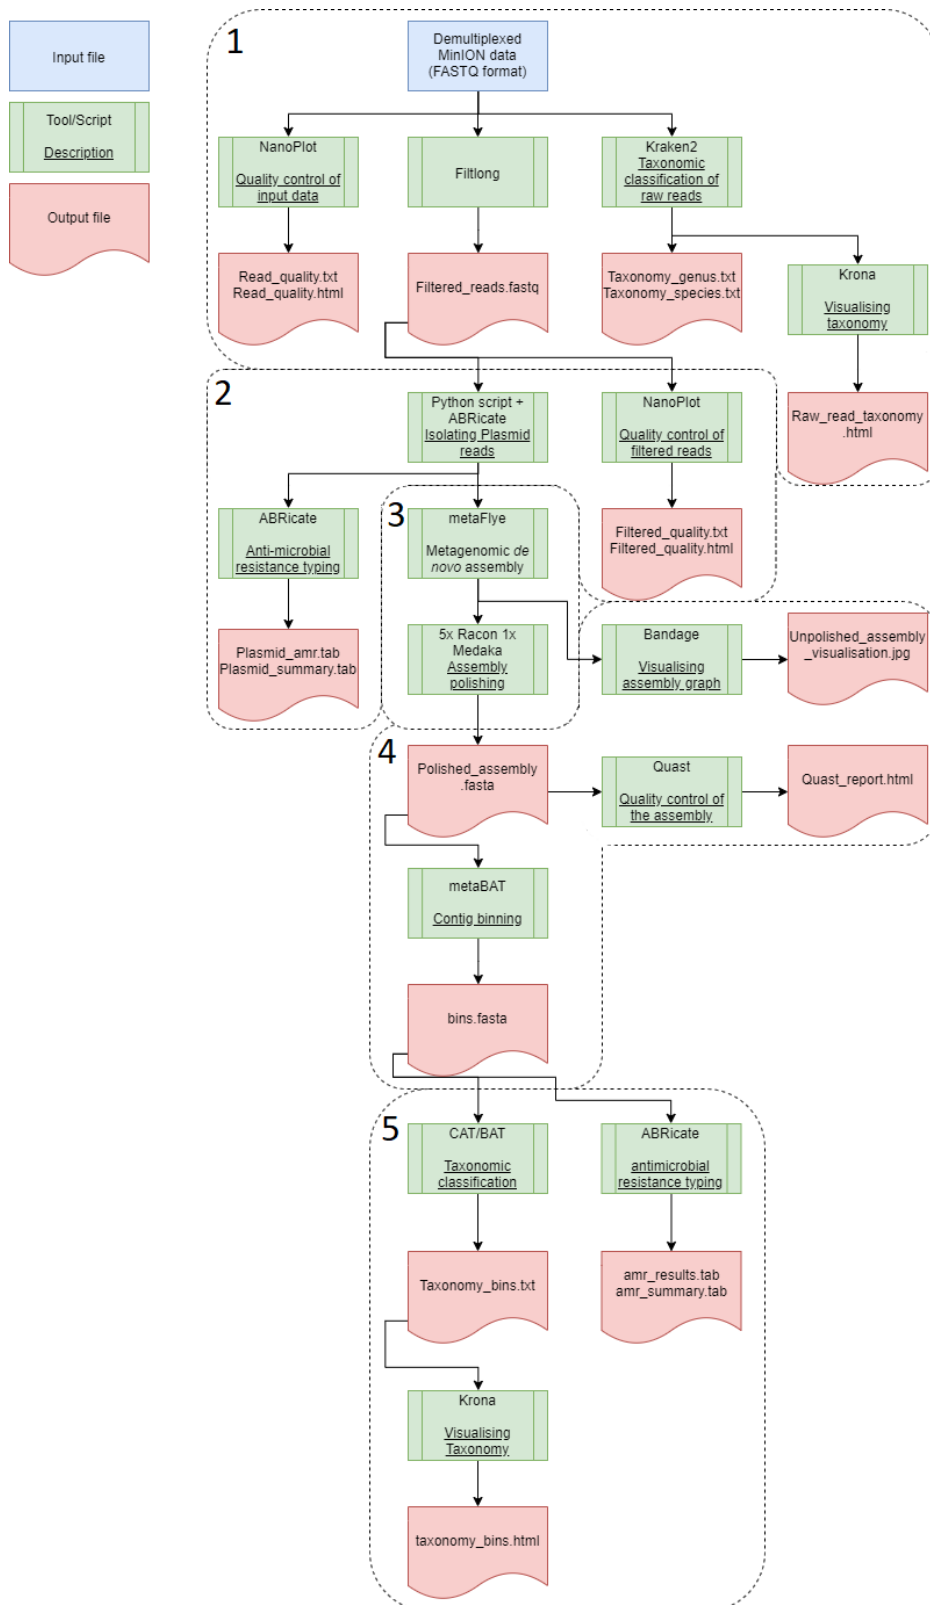 Input file
Tool/Script
Description
Output file
1
Demultiplexed
MinION data
(FASTQ format)
NanoPlot
Quality control of
input data
Filtlong
Kraken2
Taxonomic
classification of
raw reads
Read_quality.txt
Read_quality.html
Filtered_reads.fastq
Taxonomy_genus.txt
Taxonomy_species.txt
Krona
Visualising
taxonomy
Raw_read_taxonomy
.html
2
Python script +
ABRicate
Isolating Plasmid
reads
NanoPlot
Quality control of
filtered reads
ABRicate
Anti-microbial
resistance typing
3
metaFlye
Metagenomic de
novo assembly
Filtered_quality.txt
Filtered_quality.html
Plasmid_amr.tab
Plasmid_summary.tab
5x Racon 1x
Medaka
Assembly
polishing
Bandage
Visualising
assembly graph
Unpolished_assembly
_visualisation.jpg
4
Polished_assembly
.fasta
Quast
Quality control of
the assembly
Quast_report.html
metaBAT
Contig binning
bins.fasta
5
CAT/BAT
Taxonomic
classification
ABRicate
antimicrobial
resistance typing
Taxonomy_bins.txt
amr_results.tab
amr_summary.tab
Krona
Visualising
Taxonomy
taxonomy_bins.html